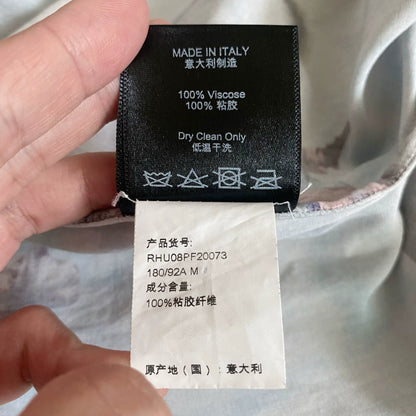 MADE IN ITALY
意大利制造
100% Viscose
100% 粘胶
Dry Clean Only
低温干洗
产品货号:
RHU08PF20073
180/92A M
成分含量:
100%粘胶纤维
原产地（国）: 意大利